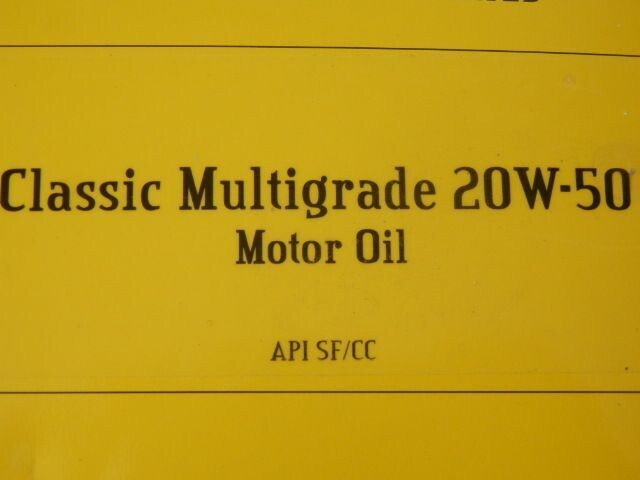 Classic Multigrade 20W-50
Motor Oil
API SF/CC